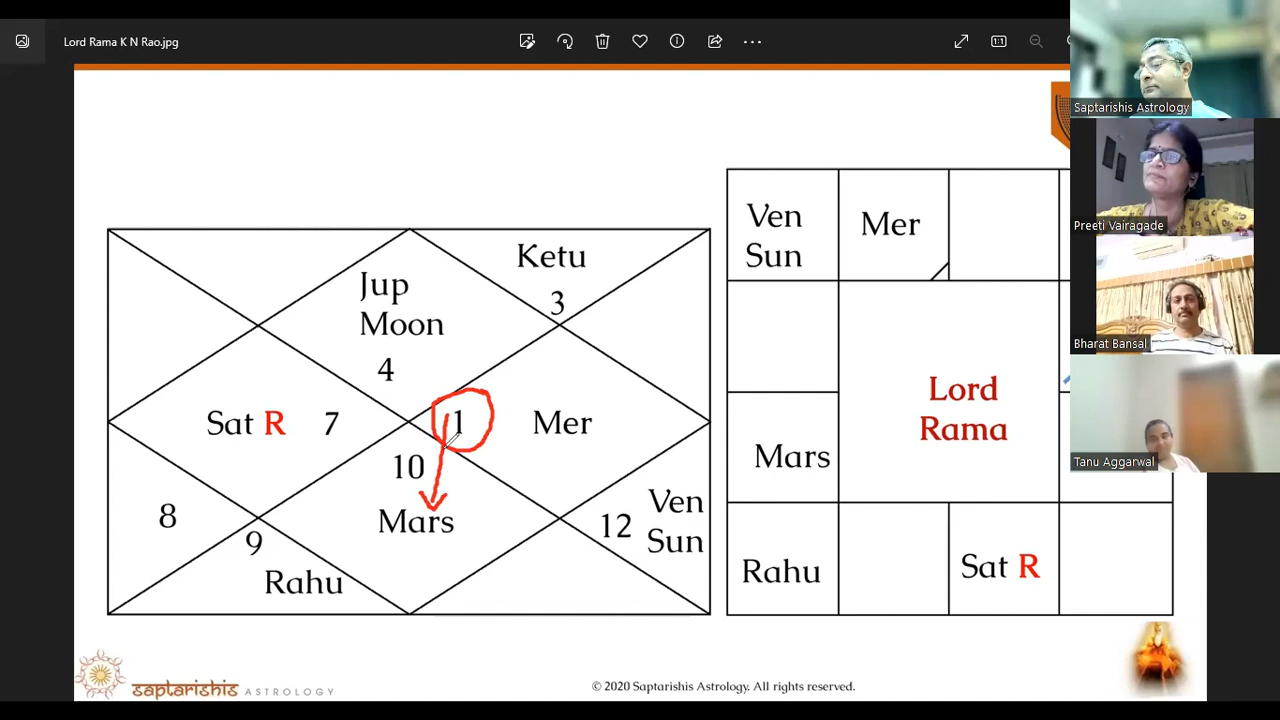 Lord Rama K N Rao.jpg
1:1
Saptarishis Astrology
Preeti Vairagade
Bharat Bansal
Tanu Aggarwal
Ketu
3
Jup
Moon
4
Sat R 7
1
Mer
10
Mars
8
9
Rahu
12
Ven
Sun
Ven
Sun
Mer
Lord
Rama
Mars
Rahu
Sat R
saptarishis ASTROLOGY
© 2020 Saptarishis Astrology. All rights reserved.